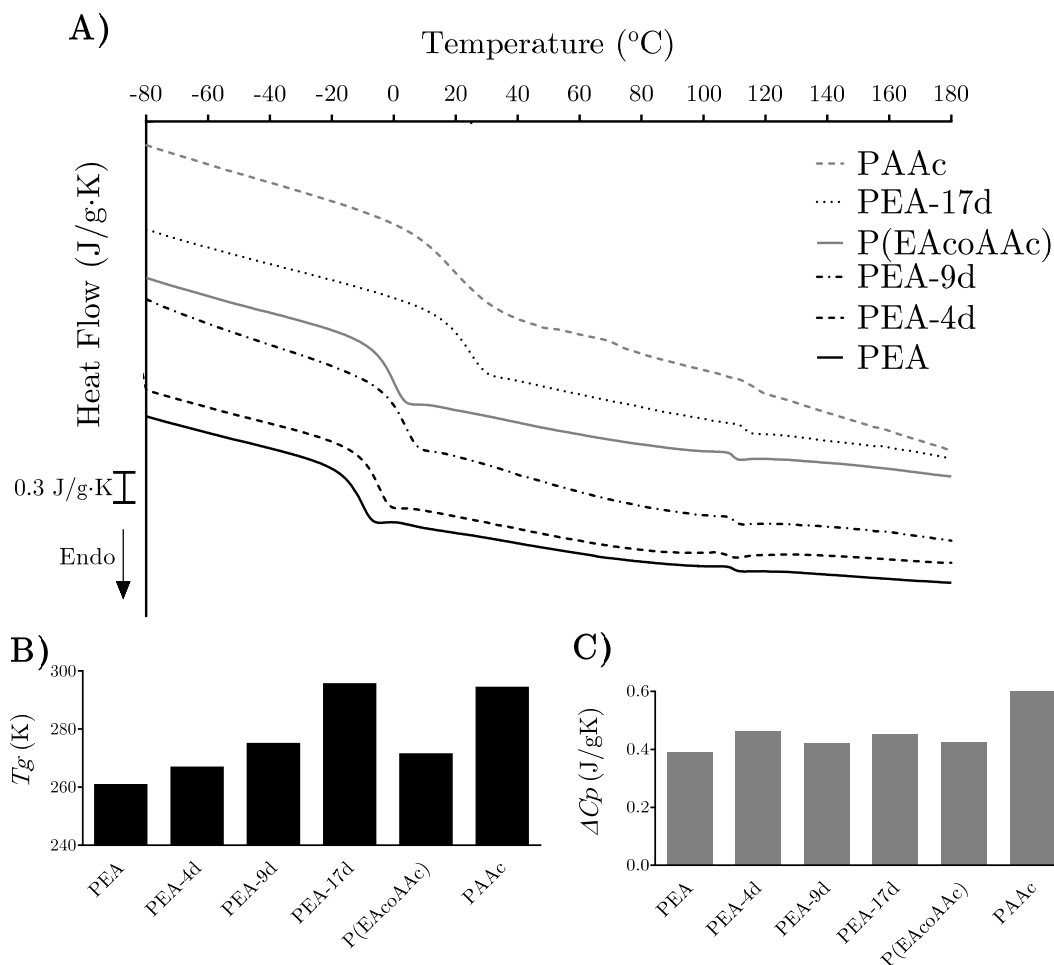 A)
Temperature (°C)
-80 -60 -40 -20 0 20 40 60 80 100 120 140 160 180
Heat Flow (J/g·K)
PAAc
PEA-17d
P(EAcoAAc)
PEA-9d
PEA-4d
PEA
0.3 J/g·K
Endo
B)
Tg (K)
300
280
260
240
PEA PEA-4d PEA-9d PEA-17d P(EAcoAAc) PAAc
C)
ΔCp (J/gK)
0.6
0.4
0.2
0.0
PEA PEA-4d PEA-9d PEA-17d P(EAcoAAc) PAAc